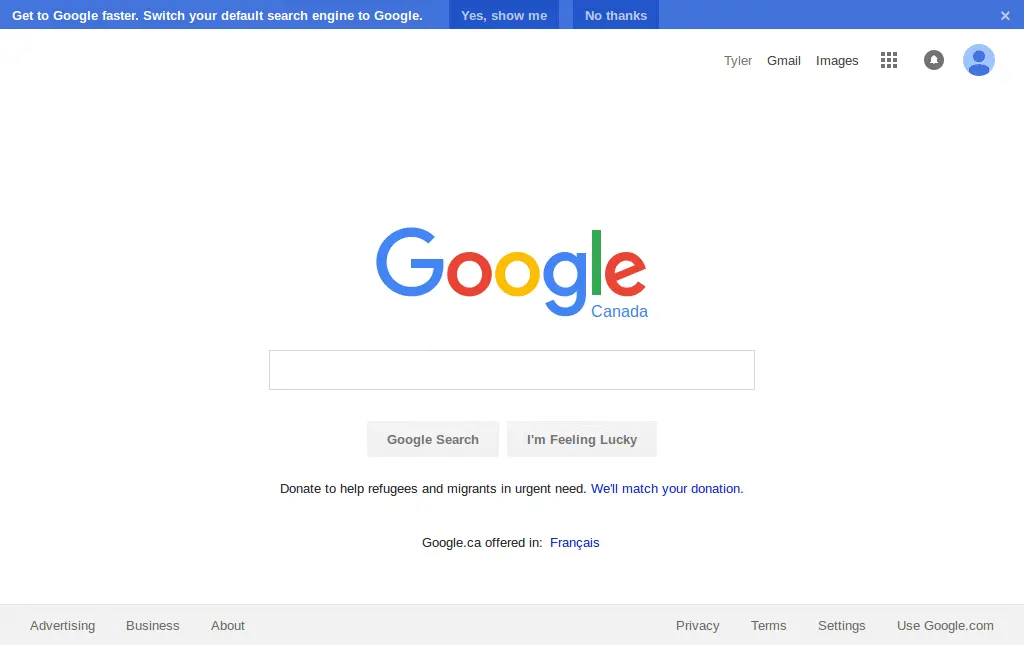 Get to Google faster. Switch your default search engine to Google. Yes, show me No thanks ×
Tyler Gmail Images
Google
Canada
Google Search I'm Feeling Lucky
Donate to help refugees and migrants in urgent need. We'll match your donation.
Google.ca offered in: Français
Advertising Business About Privacy Terms Settings Use Google.com